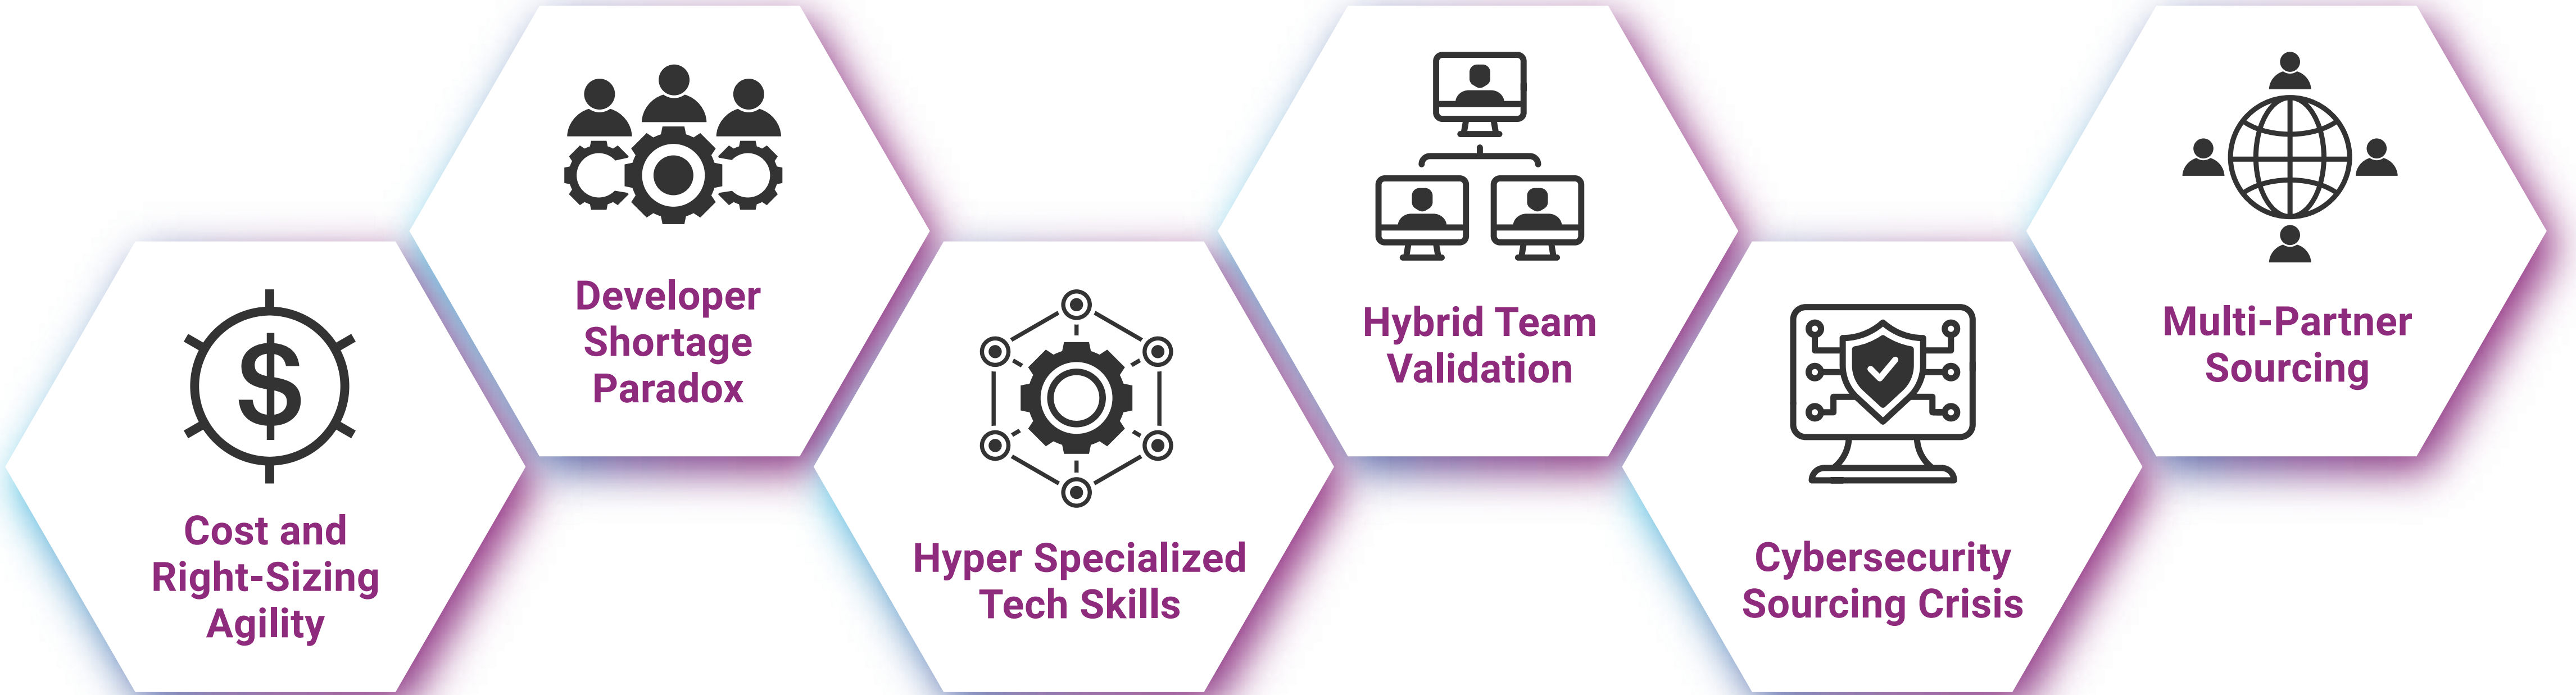 Cost and
Right-Sizing
Agility
Developer
Shortage
Paradox
Hyper Specialized
Tech Skills
Hybrid Team
Validation
Cybersecurity
Sourcing Crisis
Multi-Partner
Sourcing